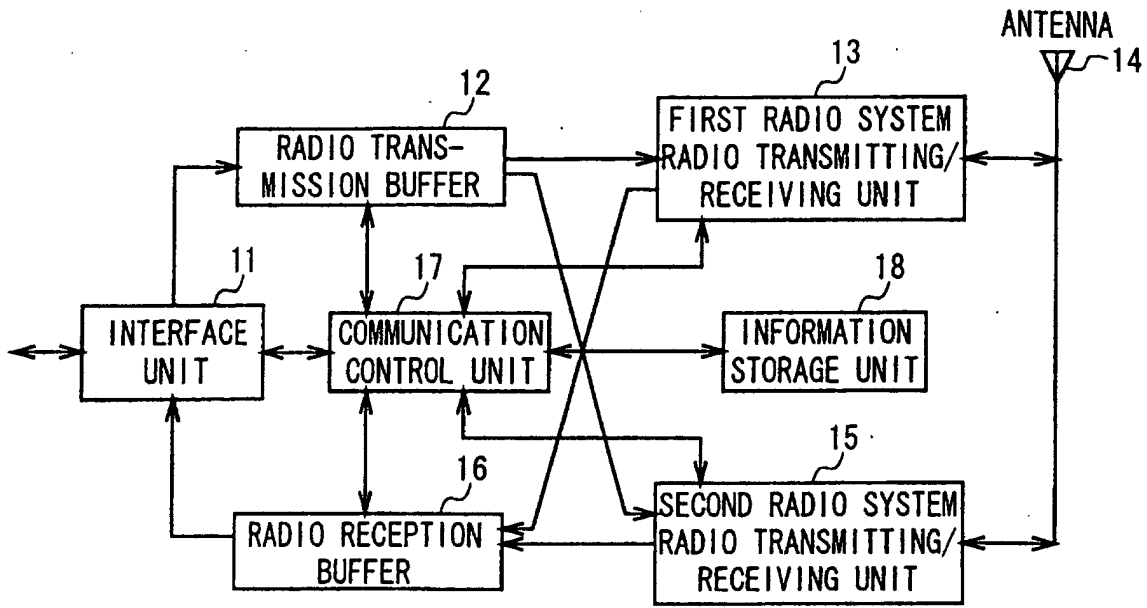 ANTENNA
14
13
FIRST RADIO SYSTEM
RADIO TRANSMITTING/
RECEIVING UNIT
12
RADIO TRANS-
MISSION BUFFER
11
INTERFACE
UNIT
17
COMMUNICATION
CONTROL UNIT
18
INFORMATION
STORAGE UNIT
16
RADIO RECEPTION
BUFFER
15
SECOND RADIO SYSTEM
RADIO TRANSMITTING/
RECEIVING UNIT